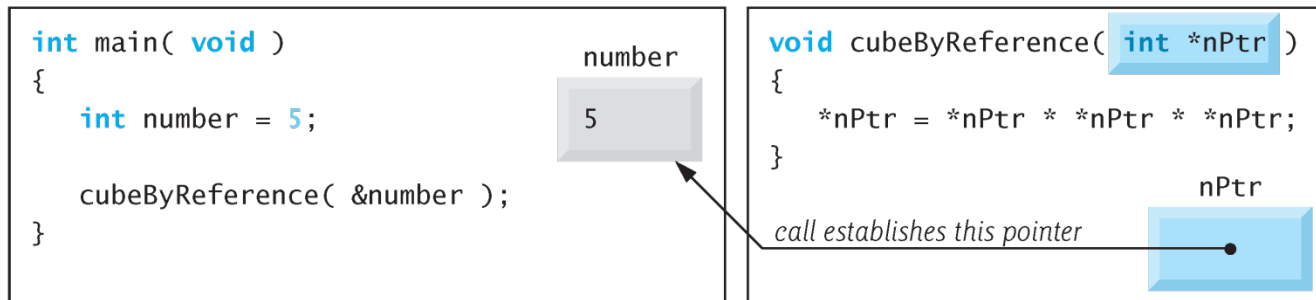 int main( void )
{
int number = 5;
cubeByReference( &number );
}
number
5
void cubeByReference( int *nPtr )
{
*nPtr = *nPtr * *nPtr * *nPtr;
}
nPtr
call establishes this pointer